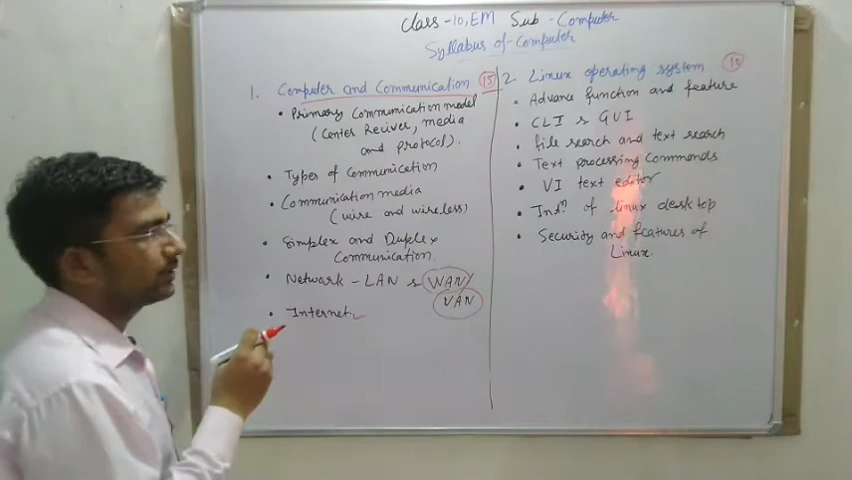 Class - 10, EM Sub - Computer
Syllabus of - Computer
1. Computer and Communication 15
• Primary Communication model
(Center Reciver, media
and protocol).
• Types of Communication
• Communication media
(wire and wireless)
• Simplex and Duplex
Communication.
• Network - LAN & WAN/
VAN
• Internet.
2. Linux operating system 10
• Advance function and feature
• CLI & GUI
• file search and text search
• Text processing Commonds
• VI text editor
• Ind? of linux desktop
• Security and features of
Linux.